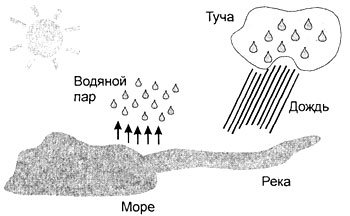 Туча
Водяной
пар
Дождь
Река
Море